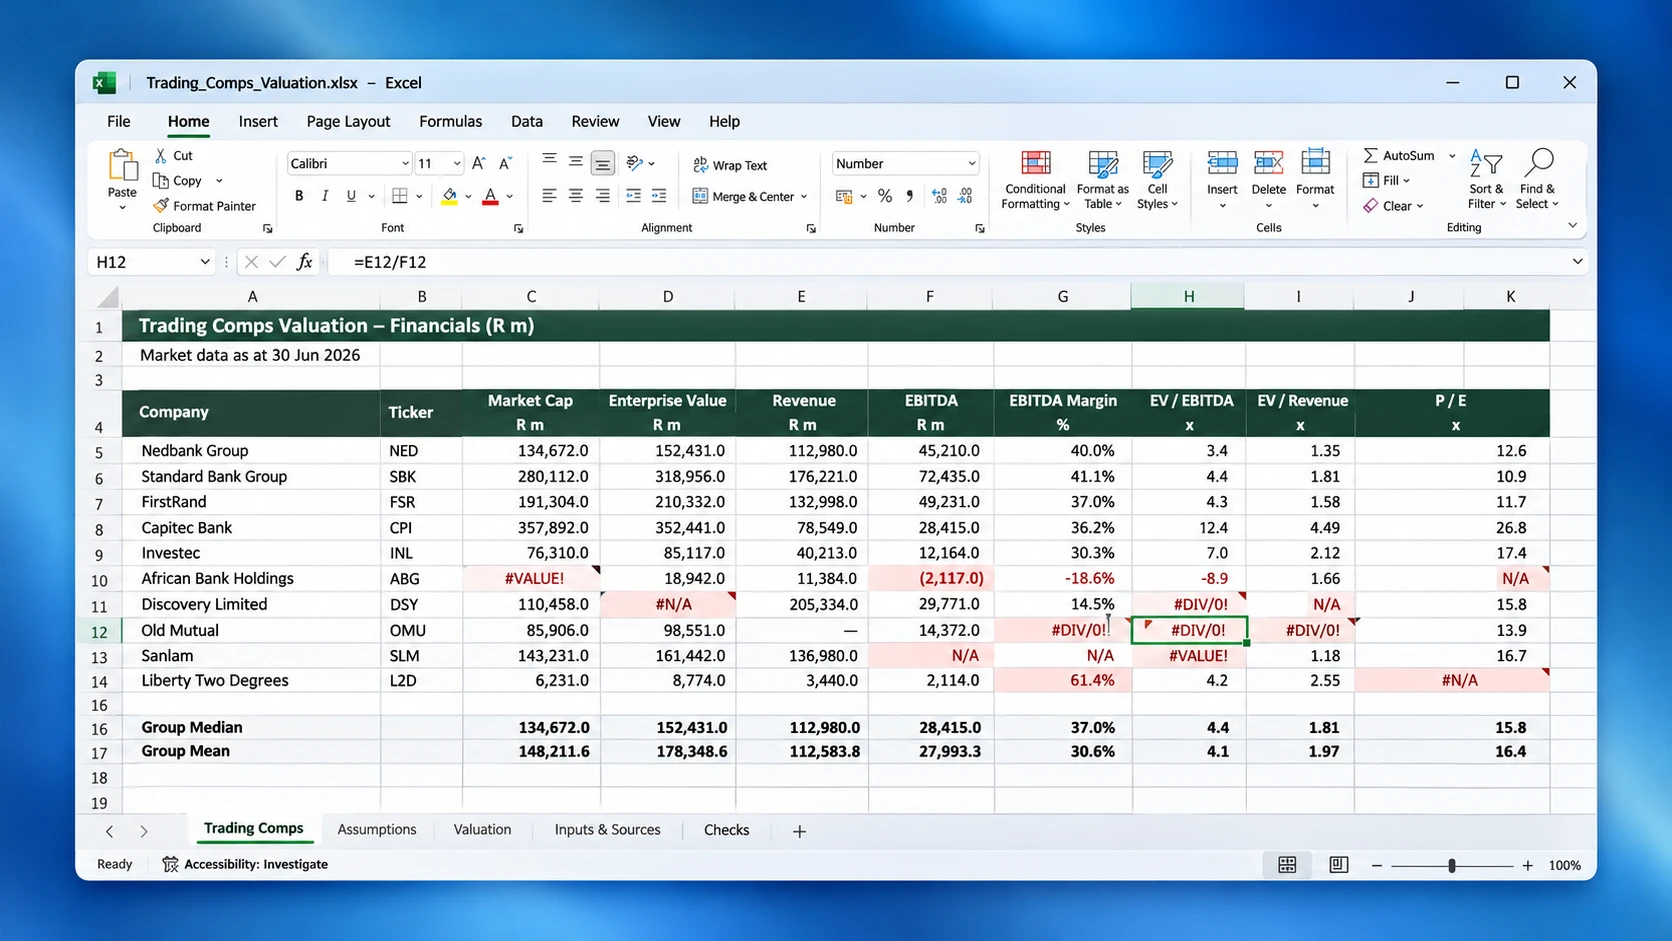 Trading_Comps_Valuation.xlsx – Excel
File Home Insert Page Layout Formulas Data Review View Help
Paste
Cut
Copy
Format Painter
Clipboard
Calibri 11
B I U
Font
Wrap Text
Merge & Center
Alignment
Number
%
Number
Conditional Formatting
Format as Table
Cell Styles
Styles
Insert Delete Format
Cells
AutoSum
Fill
Clear
Sort & Filter
Find & Select
Editing
H12 fx =E12/F12
A B C D E F G H I J K
1 Trading Comps Valuation – Financials (R m)
2 Market data as at 30 Jun 2026
3
Company Ticker Market Cap Enterprise Value Revenue EBITDA EBITDA Margin EV / EBITDA EV / Revenue P / E
4 R m R m R m R m % x x x
5 Nedbank Group NED 134,672.0 152,431.0 112,980.0 45,210.0 40.0% 3.4 1.35 12.6
6 Standard Bank Group SBK 280,112.0 318,956.0 176,221.0 72,435.0 41.1% 4.4 1.81 10.9
7 FirstRand FSR 191,304.0 210,332.0 132,998.0 49,231.0 37.0% 4.3 1.58 11.7
8 Capitec Bank CPI 357,892.0 352,441.0 78,549.0 28,415.0 36.2% 12.4 4.49 26.8
9 Investec INL 76,310.0 85,117.0 40,213.0 12,164.0 30.3% 7.0 2.12 17.4
10 African Bank Holdings ABG #VALUE! 18,942.0 11,384.0 (2,117.0) -18.6% -8.9 1.66 N/A
11 Discovery Limited DSY 110,458.0 #N/A 205,334.0 29,771.0 14.5% #DIV/0! N/A 15.8
12 Old Mutual OMU 85,906.0 98,551.0 — 14,372.0 #DIV/0! #DIV/0! #DIV/0! 13.9
13 Sanlam SLM 143,231.0 161,442.0 136,980.0 N/A N/A #VALUE! 1.18 16.7
14 Liberty Two Degrees L2D 6,231.0 8,774.0 3,440.0 2,114.0 61.4% 4.2 2.55 #N/A
16
16 Group Median 134,672.0 152,431.0 112,980.0 28,415.0 37.0% 4.4 1.81 15.8
17 Group Mean 148,211.6 178,348.6 112,583.8 27,993.3 30.6% 4.1 1.97 16.4
18
19
Trading Comps Assumptions Valuation Inputs & Sources Checks
Ready Accessibility: Investigate 100%